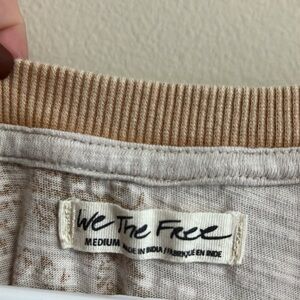 We The Free
MEDIUM MADE IN INDIA / FABRIQUÉ EN INDE